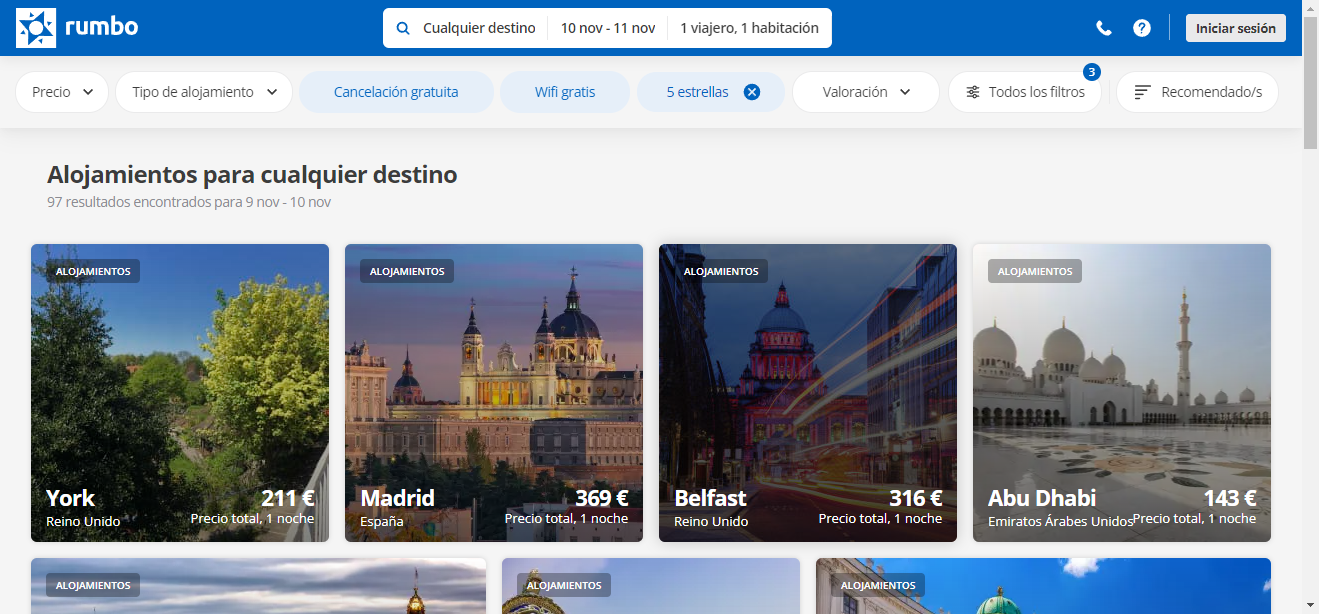 rumbo
Cualquier destino
10 nov - 11 nov
1 viajero, 1 habitación
?
Iniciar sesión
Precio
Tipo de alojamiento
Cancelación gratuita
Wifi gratis
5 estrellas
Valoración
Todos los filtros
3
Recomendado/s
Alojamientos para cualquier destino
97 resultados encontrados para 9 nov - 10 nov
ALOJAMIENTOS
York
211 €
Reino Unido
Precio total, 1 noche
ALOJAMIENTOS
Madrid
369 €
España
Precio total, 1 noche
ALOJAMIENTOS
Belfast
316 €
Reino Unido
Precio total, 1 noche
ALOJAMIENTOS
Abu Dhabi
143 €
Emiratos Árabes Unidos
Precio total, 1 noche
ALOJAMIENTOS
ALOJAMIENTOS
ALOJAMIENTOS